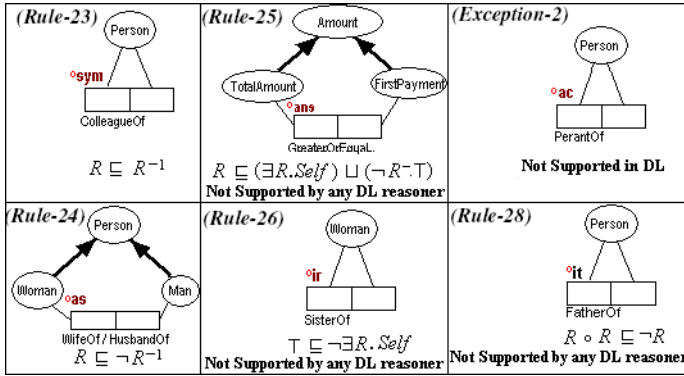 (Rule-23)
Person
°sym
ColleagueOf
R ⊑ R⁻¹
(Rule-25)
Amount
TotalAmount
FirstPayment
°ans
GreaterOrEqual.
R ⊑ (∃R.Self) ⊔ (¬R⁻.⊤)
Not Supported by any DL reasoner
(Exception-2)
Person
°ac
PerantOf
Not Supported in DL
(Rule-24)
Person
Woman
Man
°as
WifeOf / HusbandOf
R ⊑ ¬R⁻¹
(Rule-26)
Woman
°ir
SisterOf
⊤ ⊑ ¬∃R.Self
Not Supported by any DL reasoner
(Rule-28)
Person
°it
FatherOf
R ∘ R ⊑ ¬R
Not Supported by any DL reasoner